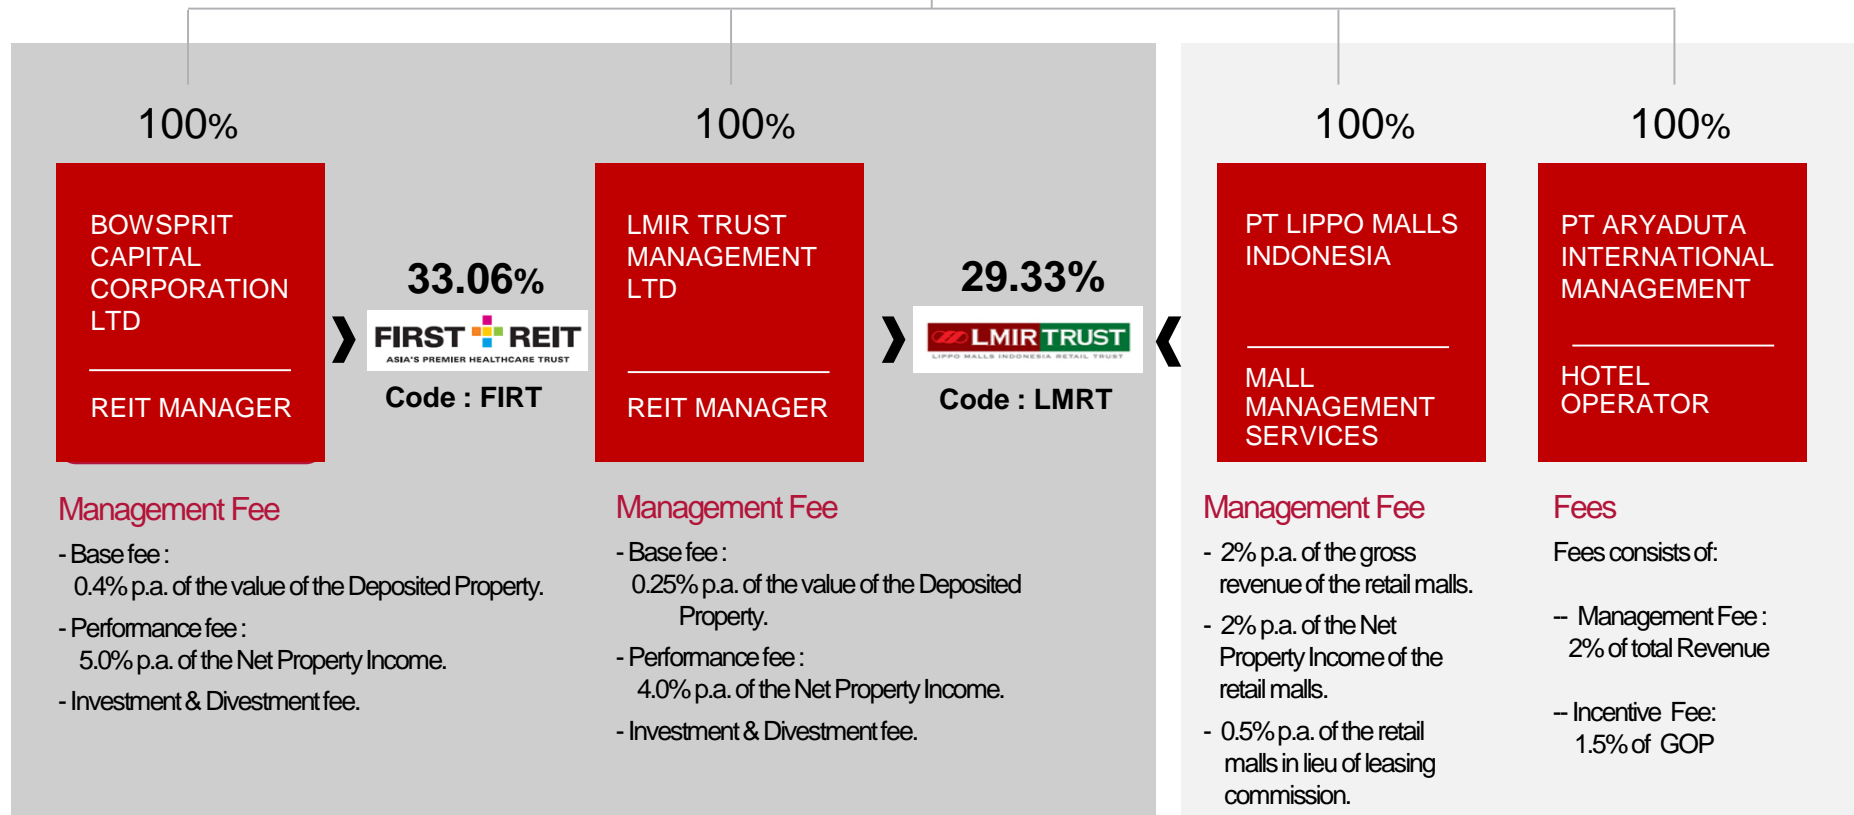 100%
BOWSPRIT
CAPITAL
CORPORATION
LTD
REIT MANAGER
33.06%
FIRST REIT
ASIA'S PREMIER HEALTHCARE TRUST
Code : FIRT
Management Fee
- Base fee :
0.4% p.a. of the value of the Deposited Property.
- Performance fee :
5.0% p.a. of the Net Property Income.
- Investment & Divestment fee.
100%
LMIR TRUST
MANAGEMENT
LTD
REIT MANAGER
29.33%
LMIR TRUST
LIPPO MALLS INDONESIA RETAIL TRUST
Code : LMRT
Management Fee
- Base fee :
0.25% p.a. of the value of the Deposited
Property.
- Performance fee :
4.0% p.a. of the Net Property Income.
- Investment & Divestment fee.
100%
PT LIPPO MALLS
INDONESIA
MALL
MANAGEMENT
SERVICES
Management Fee
- 2% p.a. of the gross
revenue of the retail malls.
- 2% p.a. of the Net
Property Income of the
retail malls.
- 0.5% p.a. of the retail
malls in lieu of leasing
commission.
100%
PT ARYADUTA
INTERNATIONAL
MANAGEMENT
HOTEL
OPERATOR
Fees
Fees consists of:
-- Management Fee :
2% of total Revenue
-- Incentive Fee:
1.5% of GOP